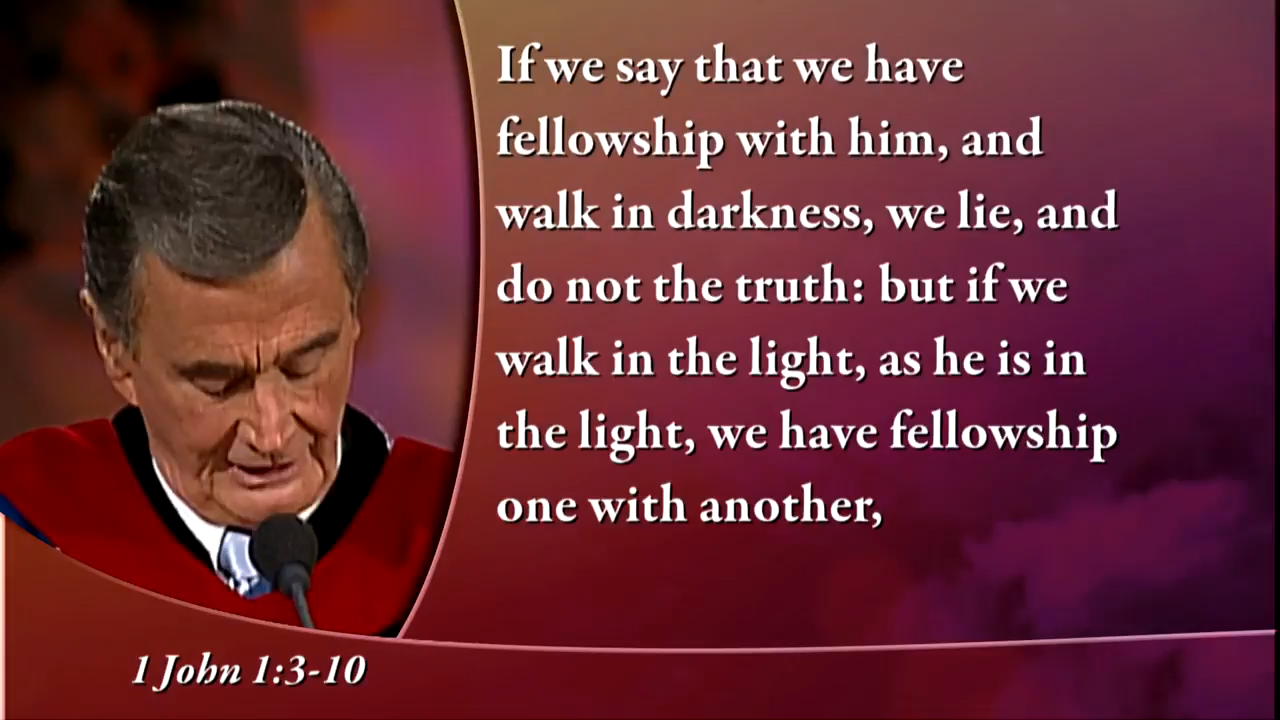 If we say that we have
fellowship with him, and
walk in darkness, we lie, and
do not the truth: but if we
walk in the light, as he is in
the light, we have fellowship
one with another,
1 John 1:3-10